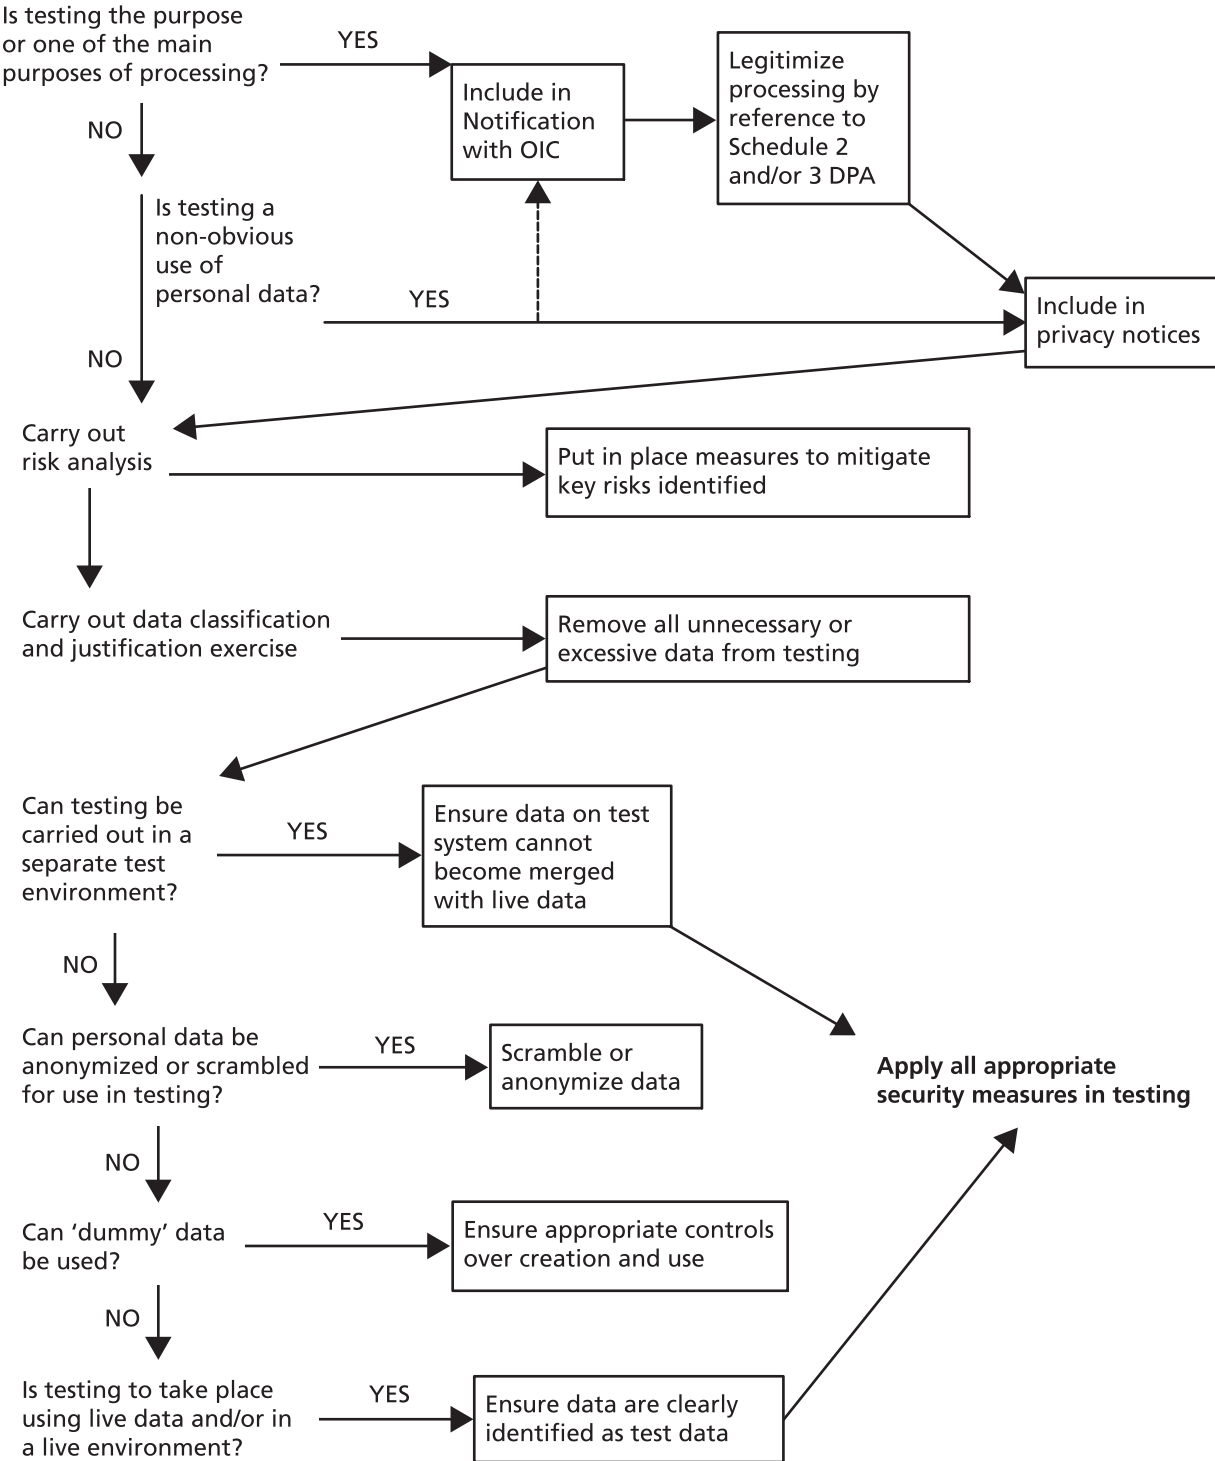 Is testing the purpose
or one of the main
purposes of processing?
YES
Include in
Notification
with OIC
Legitimize
processing by
reference to
Schedule 2
and/or 3 DPA
NO
Is testing a
non-obvious
use of
personal data?
YES
Include in
privacy notices
NO
Carry out
risk analysis
Put in place measures to mitigate
key risks identified
Carry out data classification
and justification exercise
Remove all unnecessary or
excessive data from testing
Can testing be
carried out in a
separate test
environment?
YES
Ensure data on test
system cannot
become merged
with live data
NO
Can personal data be
anonymized or scrambled
for use in testing?
YES
Scramble or
anonymize data
Apply all appropriate
security measures in testing
NO
Can ‘dummy’ data
be used?
YES
Ensure appropriate controls
over creation and use
NO
Is testing to take place
using live data and/or in
a live environment?
YES
Ensure data are clearly
identified as test data